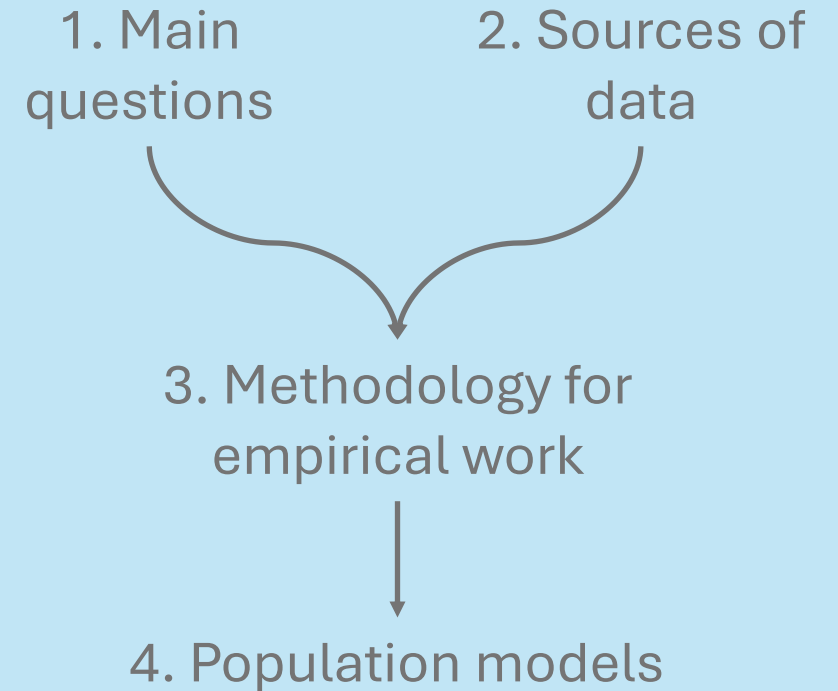 1. Main
questions
2. Sources of
data
3. Methodology for
empirical work
4. Population models